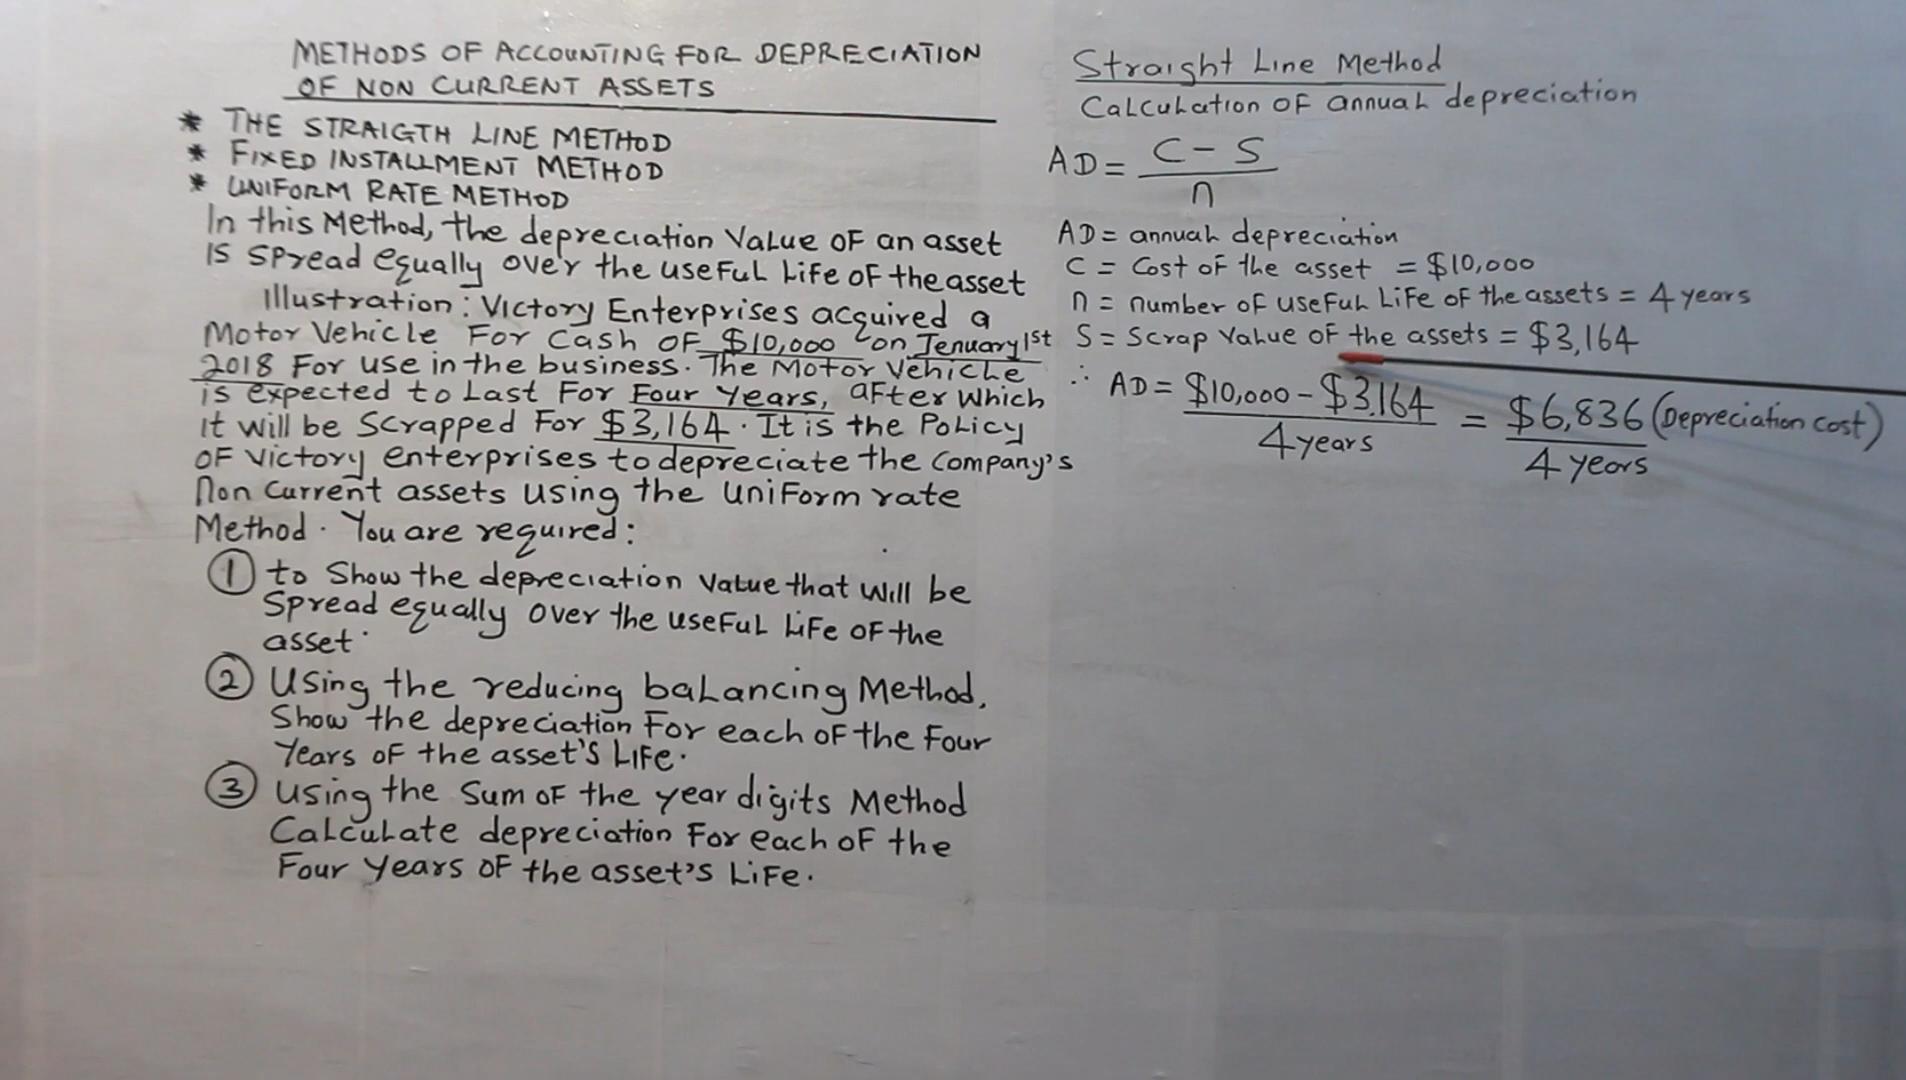 METHODS OF ACCOUNTING FOR DEPRECIATION
OF NON CURRENT ASSETS
* THE STRAIGTH LINE METHOD
* FIXED INSTALLMENT METHOD
* UNIFORM RATE METHOD
In this Method, the depreciation Value OF an asset
is spread equally over the useful life OF the asset
Illustration: Victory Enterprises acquired a
Motor Vehicle For Cash OF $10,000 on Jenuary 1st
2018 For use in the business. The Motor Vehicle
is expected to Last For Four Years, aFter which
it will be Scrapped For $3,164. It is the Policy
OF Victory enterprises to depreciate the Company's
Non Current assets using the uniForm rate
Method. You are required:
① to Show the depreciation Value that will be
Spread equally over the useFul LiFe OF the
asset.
② Using the reducing balancing Method,
Show the depreciation For each of the Four
Years OF the asset's LiFe.
③ Using the Sum OF the year digits Method
Calculate depreciation For each OF the
Four Years OF the asset's LiFe.
Straight Line Method
Calculation OF annual depreciation
AD = C - S
n
AD = annual depreciation
C = Cost of the asset = $10,000
n = number OF useFul LiFe OF the assets = 4 years
S = Scrap Value OF the assets = $3,164
∴ AD = $10,000 - $3,164 = $6,836 (Depreciation cost)
4 years 4 years